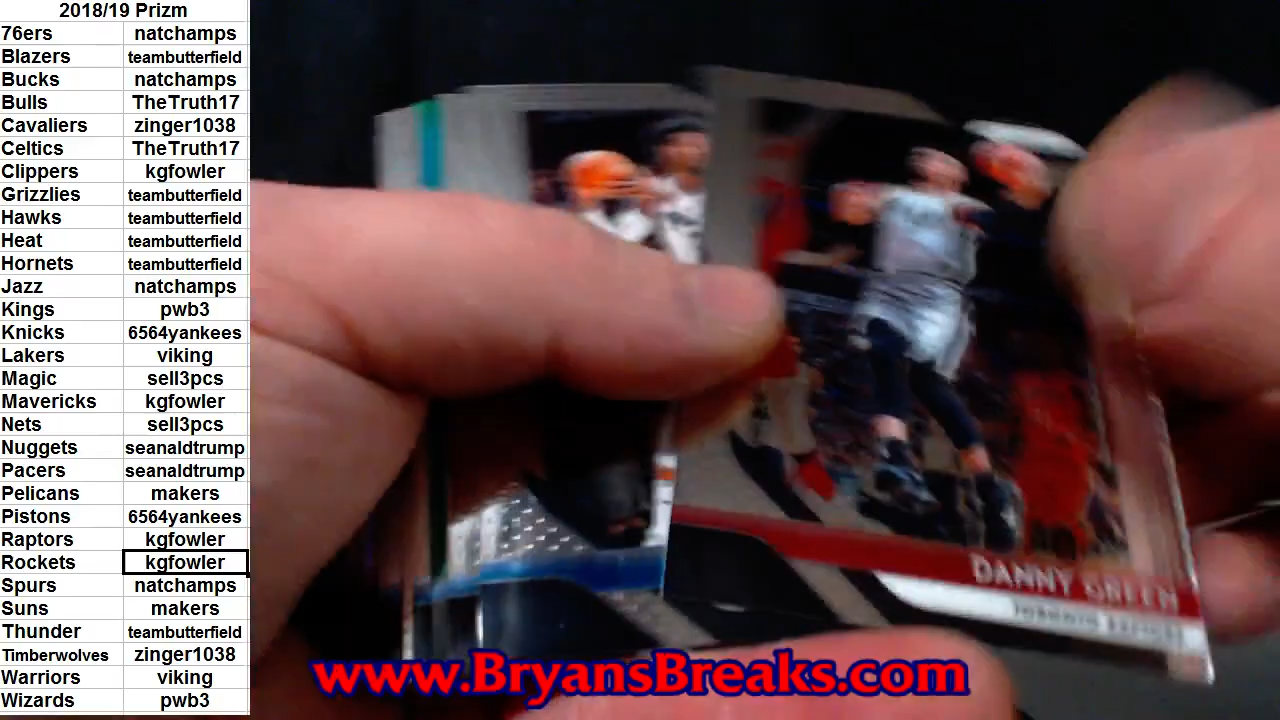 2018/19 Prizm
76ers natchamps
Blazers teambutterfield
Bucks natchamps
Bulls TheTruth17
Cavaliers zinger1038
Celtics TheTruth17
Clippers kgfowler
Grizzlies teambutterfield
Hawks teambutterfield
Heat teambutterfield
Hornets teambutterfield
Jazz natchamps
Kings pwb3
Knicks 6564yankees
Lakers viking
Magic sell3pcs
Mavericks kgfowler
Nets sell3pcs
Nuggets seanaldtrump
Pacers seanaldtrump
Pelicans makers
Pistons 6564yankees
Raptors kgfowler
Rockets kgfowler
Spurs natchamps
Suns makers
Thunder teambutterfield
Timberwolves zinger1038
Warriors viking
Wizards pwb3
DANNY GREEN
TORONTO RAPTORS
www.BryansBreaks.com